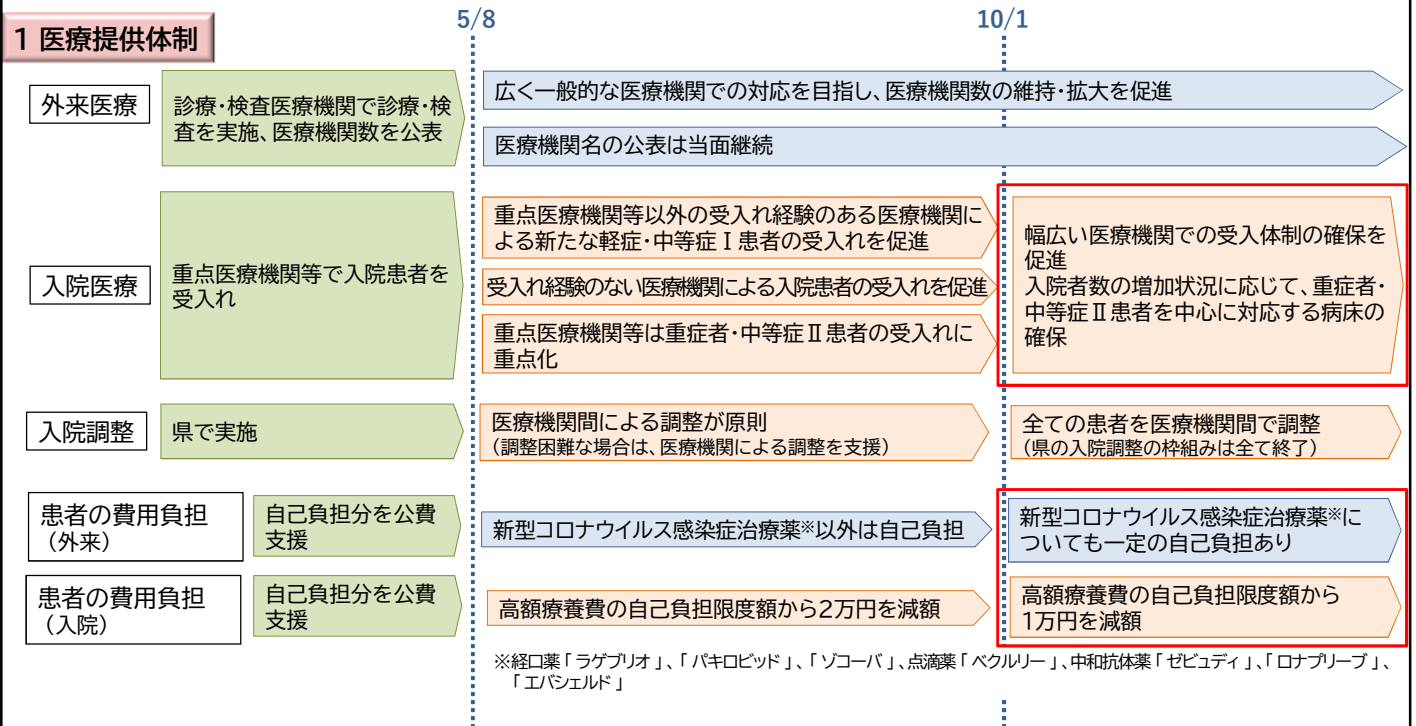 5/8
10/1
1 医療提供体制
外来医療
診療・検査医療機関で診療・検
査を実施、医療機関数を公表
広く一般的な医療機関での対応を目指し、医療機関数の維持・拡大を促進
医療機関名の公表は当面継続
入院医療
重点医療機関等で入院患者を
受入れ
重点医療機関等以外の受入れ経験のある医療機関に
よる新たな軽症・中等症Ⅰ患者の受入れを促進
受入れ経験のない医療機関による入院患者の受入れを促進
重点医療機関等は重症者・中等症Ⅱ患者の受入れに
重点化
幅広い医療機関での受入体制の確保を
促進
入院者数の増加状況に応じて、重症者・
中等症Ⅱ患者を中心に対応する病床の
確保
入院調整
県で実施
医療機関間による調整が原則
（調整困難な場合は、医療機関による調整を支援）
全ての患者を医療機関間で調整
（県の入院調整の枠組みは全て終了）
患者の費用負担
（外来）
自己負担分を公費
支援
新型コロナウイルス感染症治療薬※以外は自己負担
新型コロナウイルス感染症治療薬※に
ついても一定の自己負担あり
患者の費用負担
（入院）
自己負担分を公費
支援
高額療養費の自己負担限度額から2万円を減額
高額療養費の自己負担限度額から
1万円を減額
※経口薬「ラゲブリオ」、「パキロビッド」、「ゾコーバ」、点滴薬「ベクルリー」、中和抗体薬「ゼビュディ」、「ロナプリーブ」、
「エバシェルド」